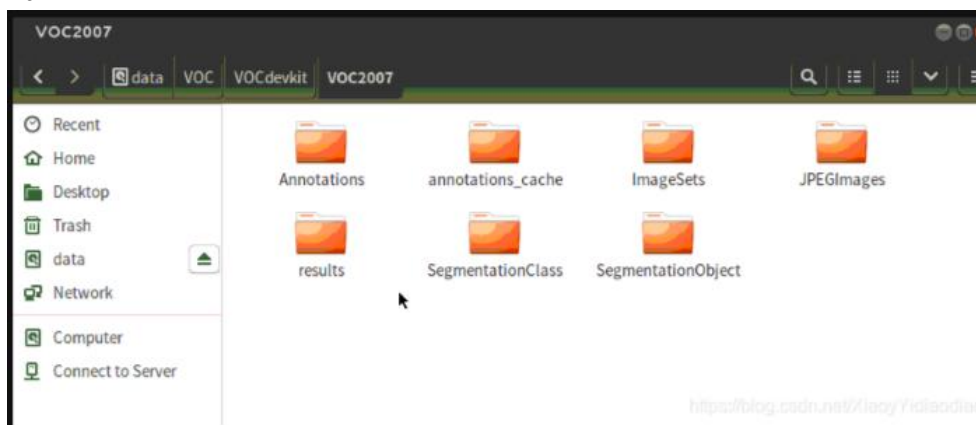 VOC2007
data VOC VOCdevkit VOC2007
Recent
Home
Desktop
Trash
data
Network
Computer
Connect to Server
Annotations annotations_cache ImageSets JPEGImages
results SegmentationClass SegmentationObject